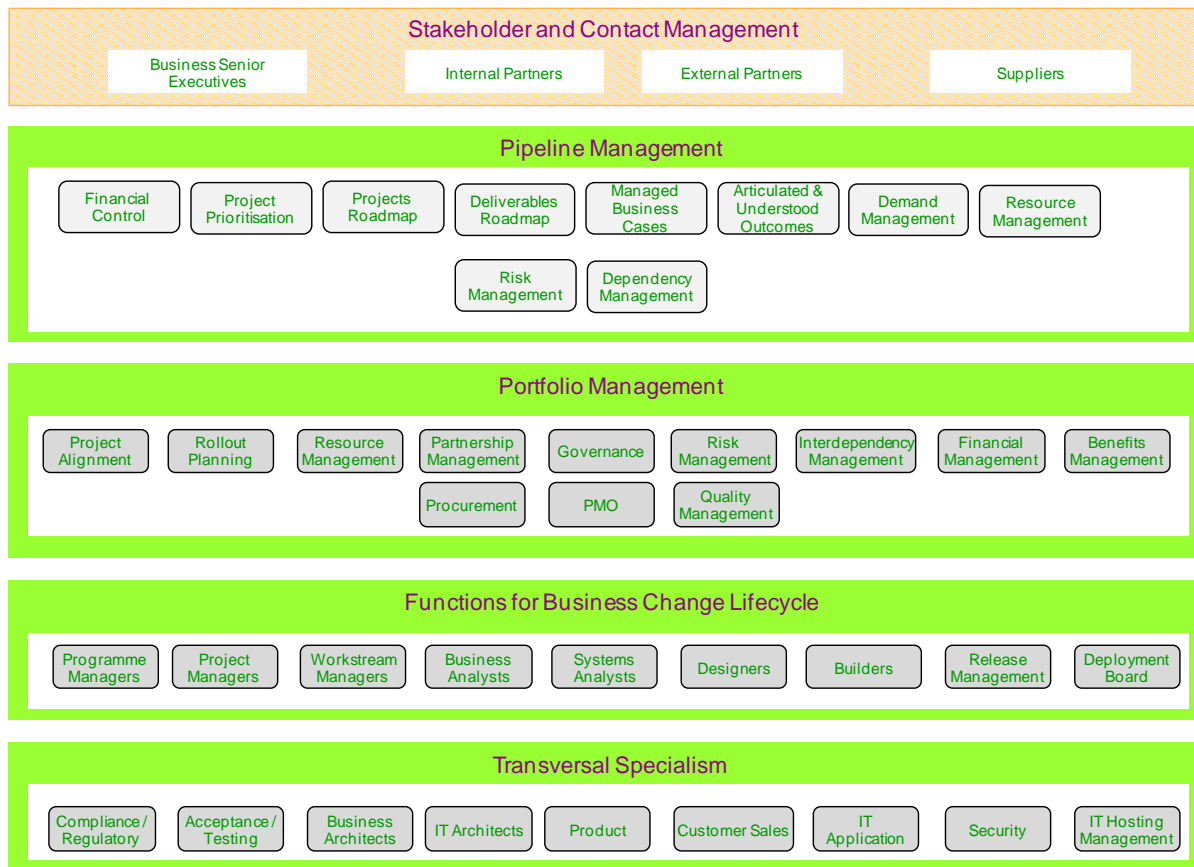 Stakeholder and Contact Management
Business Senior
Executives
Internal Partners
External Partners
Suppliers
Pipeline Management
Financial
Control
Project
Prioritisation
Projects
Roadmap
Deliverables
Roadmap
Managed
Business
Cases
Articulated &
Understood
Outcomes
Demand
Management
Resource
Management
Risk
Management
Dependency
Management
Portfolio Management
Project
Alignment
Rollout
Planning
Resource
Management
Partnership
Management
Governance
Risk
Management
Interdependency
Management
Financial
Management
Benefits
Management
Procurement
PMO
Quality
Management
Functions for Business Change Lifecycle
Programme
Managers
Project
Managers
Workstream
Managers
Business
Analysts
Systems
Analysts
Designers
Builders
Release
Management
Deployment
Board
Transversal Specialism
Compliance /
Regulatory
Acceptance /
Testing
Business
Architects
IT Architects
Product
Customer Sales
IT
Application
Security
IT Hosting
Management